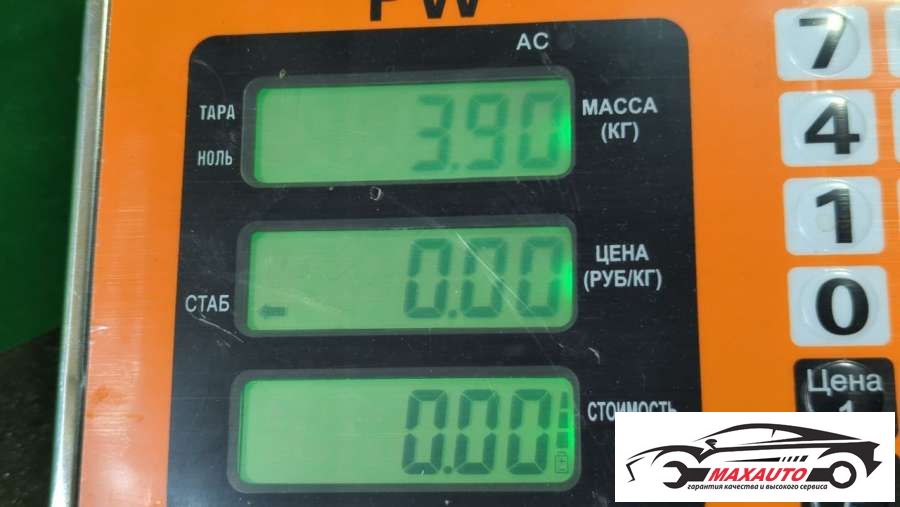 PW
AC
ТАРА
3.90
МАССА
(КГ)
НОЛЬ
0.00
ЦЕНА
(РУБ/КГ)
СТАБ
0.00
СТОИМОСТЬ
7
4
1
0
Цена
1
MAXAUTO
гарантия качества и высокого сервиса